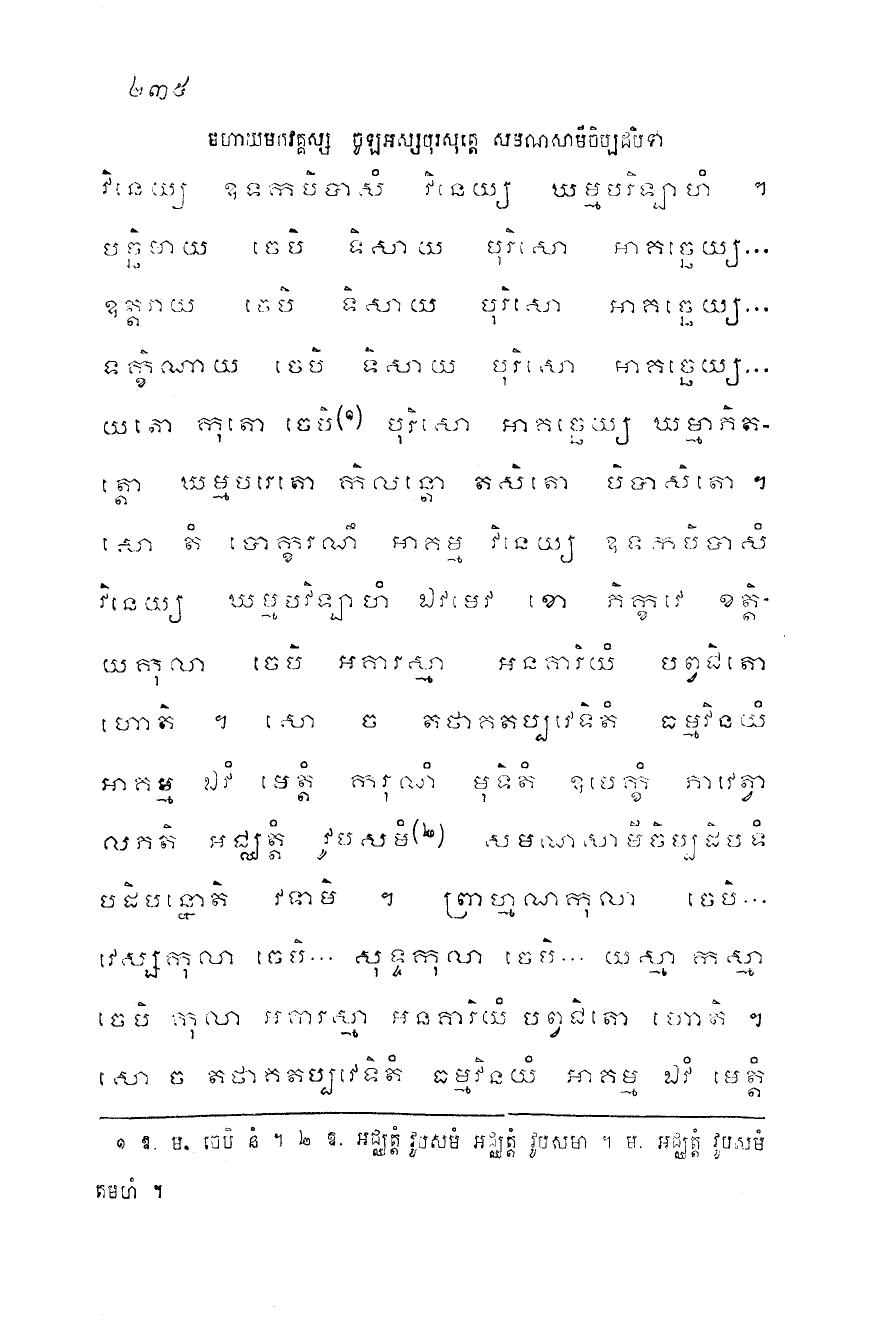 ២៣៥
មហាយមកវគ្គស្ស ចូឡអស្សបុរសុត្តេ សមណសាមីចិប្បដិបទា
វិនេយ្យ ឧទកបិបាសំ វិនេយ្យ ឃម្មបរិឡាហំ ។
បច្ឆិមាយ ចេបិ ទិសាយ បុរិសោ អាគច្ឆេយ្យ...
ឧត្តរាយ ចេបិ ទិសាយ បុរិសោ អាគច្ឆេយ្យ...
ទក្ខិណាយ ចេបិ ទិសាយ បុរិសោ អាគច្ឆេយ្យ...
យតោ កុតោ ចេបិ(១) បុរិសោ អាគច្ឆេយ្យ ឃម្មាភិត-
ត្តោ ឃម្មបរេតោ កិលន្តោ តសិតោ បិបាសិតោ ។
សោ តំ បោក្ខរណឹ អាគម្ម វិនេយ្យ ឧទកបិបាសំ
វិនេយ្យ ឃម្មបរិឡាហំ ឯវមេវ ខោ ភិក្ខវេ ខត្តិ-
យកុលា ចេបិ អគារស្មា អនគារិយំ បព្វជិតោ
ហោតិ ។ សោ ច តថាគតប្បវេទិតំ ធម្មវិនយំ
អាគម្ម ឯវំ មេត្តំ ករុណំ មុទិតំ ឧបេក្ខំ ភាវេត្វា
លភតិ អជ្ឈត្តំ វូបសមំ(២) សមណសាមីចិប្បដិបទំ
បដិបន្នោតិ វទាមិ ។ ព្រាហ្មណកុលា ចេបិ...
វេស្សកុលា ចេបិ... សុទ្ទកុលា ចេបិ... យស្មា កស្មា
ចេបិ កុលា អគារស្មា អនគារិយំ បព្វជិតោ ហោតិ ។
សោ ច តថាគតប្បវេទិតំ ធម្មវិនយំ អាគម្ម ឯវំ មេត្តំ
១ ឱ. ម. ចេបិ នំ ។ ២ ឱ. អជ្ឈត្តំ វូបសមំ អជ្ឈត្តំ វូបសមា ។ ម. អជ្ឈត្តំ វូបសមំ
តមហំ ។